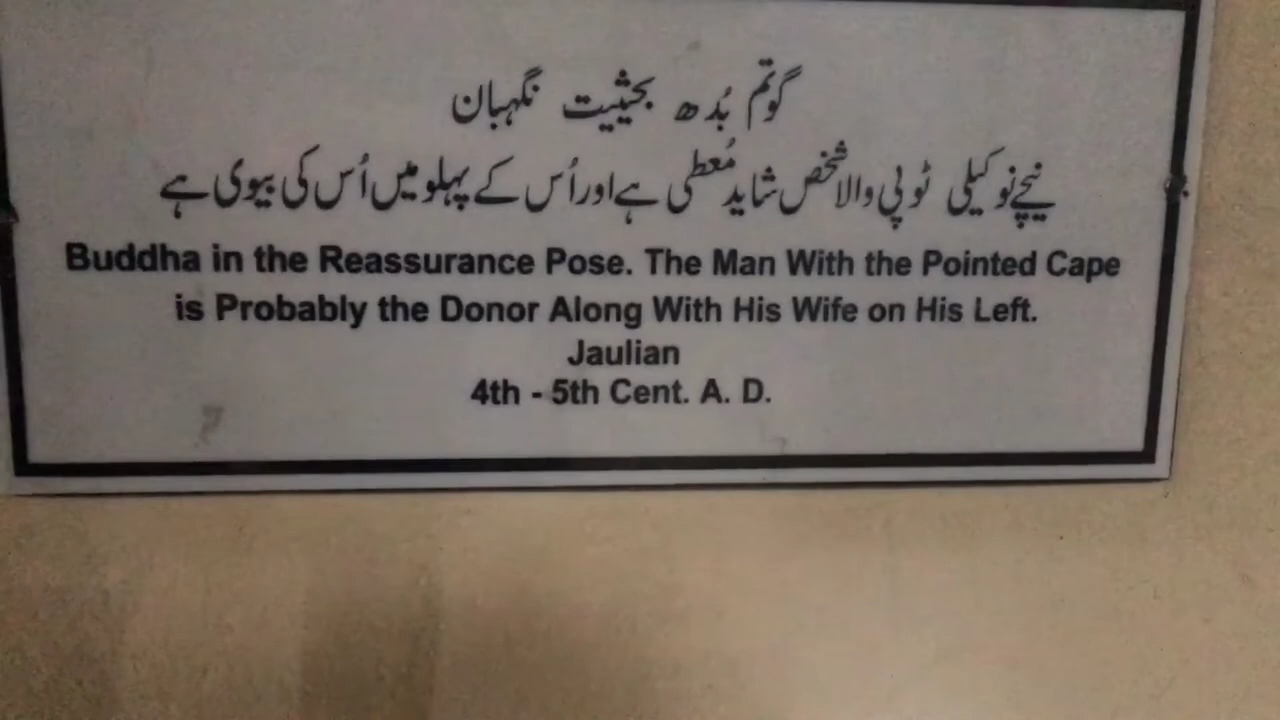 گوتم بُدھ بحثییت نگہبان
نیچے نوکیلی ٹوپی والا شخص شاید مُعطی ہے اور اُس کے پہلو میں اُس کی بیوی ہے
Buddha in the Reassurance Pose. The Man With the Pointed Cape
is Probably the Donor Along With His Wife on His Left.
Jaulian
4th - 5th Cent. A. D.